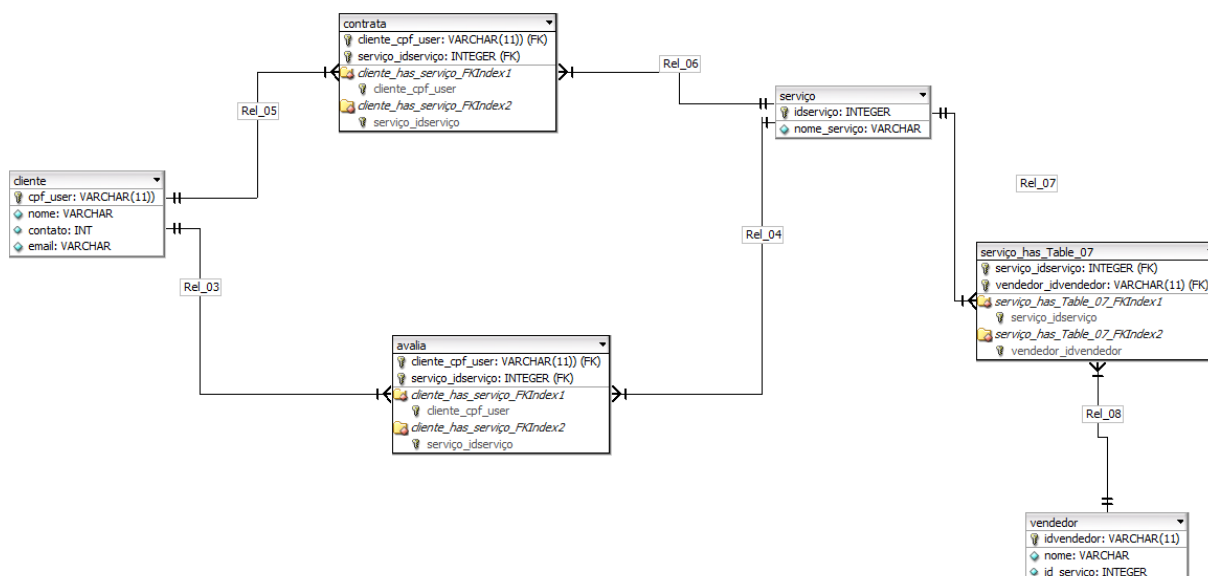 contrata
cliente_cpf_user: VARCHAR(11)) (FK)
serviço_idserviço: INTEGER (FK)
cliente_has_serviço_FKIndex1
cliente_cpf_user
cliente_has_serviço_FKIndex2
serviço_idserviço
Rel_06
Rel_05
serviço
idserviço: INTEGER
nome_serviço: VARCHAR
cliente
cpf_user: VARCHAR(11))
nome: VARCHAR
contato: INT
email: VARCHAR
Rel_07
Rel_04
Rel_03
serviço_has_Table_07
serviço_idserviço: INTEGER (FK)
vendedor_idvendedor: VARCHAR(11) (FK)
serviço_has_Table_07_FKIndex1
serviço_idserviço
serviço_has_Table_07_FKIndex2
vendedor_idvendedor
avalia
cliente_cpf_user: VARCHAR(11)) (FK)
serviço_idserviço: INTEGER (FK)
cliente_has_serviço_FKIndex1
cliente_cpf_user
cliente_has_serviço_FKIndex2
serviço_idserviço
Rel_08
vendedor
idvendedor: VARCHAR(11)
nome: VARCHAR
id_serviço: INTEGER